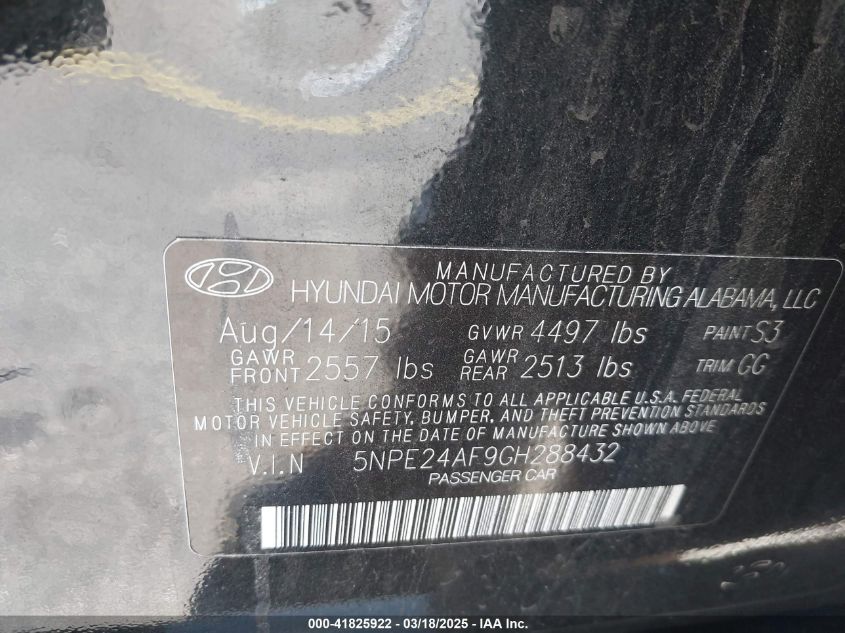 MANUFACTURED BY
HYUNDAI MOTOR MANUFACTURING ALABAMA, LLC
Aug/14/15 GVWR 4497 lbs PAINT S3
GAWR FRONT 2557 lbs GAWR REAR 2513 lbs TRIM GG
THIS VEHICLE CONFORMS TO ALL APPLICABLE U.S.A. FEDERAL
MOTOR VEHICLE SAFETY, BUMPER, AND THEFT PREVENTION STANDARDS
IN EFFECT ON THE DATE OF MANUFACTURE SHOWN ABOVE
V.I.N 5NPE24AF9GH288432
PASSENGER CAR
000-41825922 - 03/18/2025 - IAA Inc.